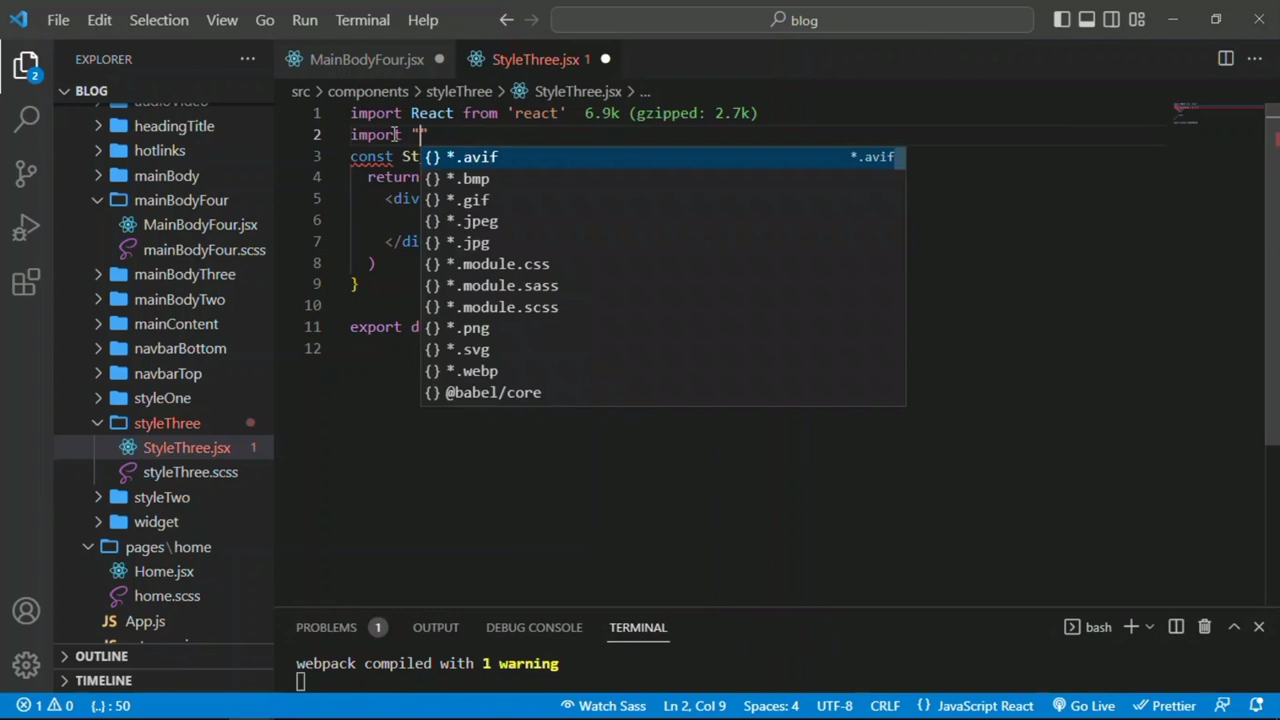 File Edit Selection View Go Run Terminal Help blog
EXPLORER
MainBodyFour.jsx
StyleThree.jsx 1
BLOG
src > components > styleThree > StyleThree.jsx > ...
headingTitle
hotlinks
mainBody
mainBodyFour
MainBodyFour.jsx
mainBodyFour.scss
mainBodyThree
mainBodyTwo
mainContent
navbarBottom
navbarTop
styleOne
styleThree
StyleThree.jsx 1
styleThree.scss
styleTwo
widget
pages\home
Home.jsx
home.scss
App.js
OUTLINE
TIMELINE
2
1 import React from 'react' 6.9k (gzipped: 2.7k)
2 import ""
3 const St
4 return
5 <div
6
7 </di
8 )
9 }
10
11 export d
12
{} *.avif *.avif
{} *.bmp
{} *.gif
{} *.jpeg
{} *.jpg
{} *.module.css
{} *.module.sass
{} *.module.scss
{} *.png
{} *.svg
{} *.webp
{} @babel/core
PROBLEMS 1 OUTPUT DEBUG CONSOLE TERMINAL bash
webpack compiled with 1 warning
1 0 {..} : 50 Watch Sass Ln 2, Col 9 Spaces: 4 UTF-8 CRLF {} JavaScript React Go Live Prettier